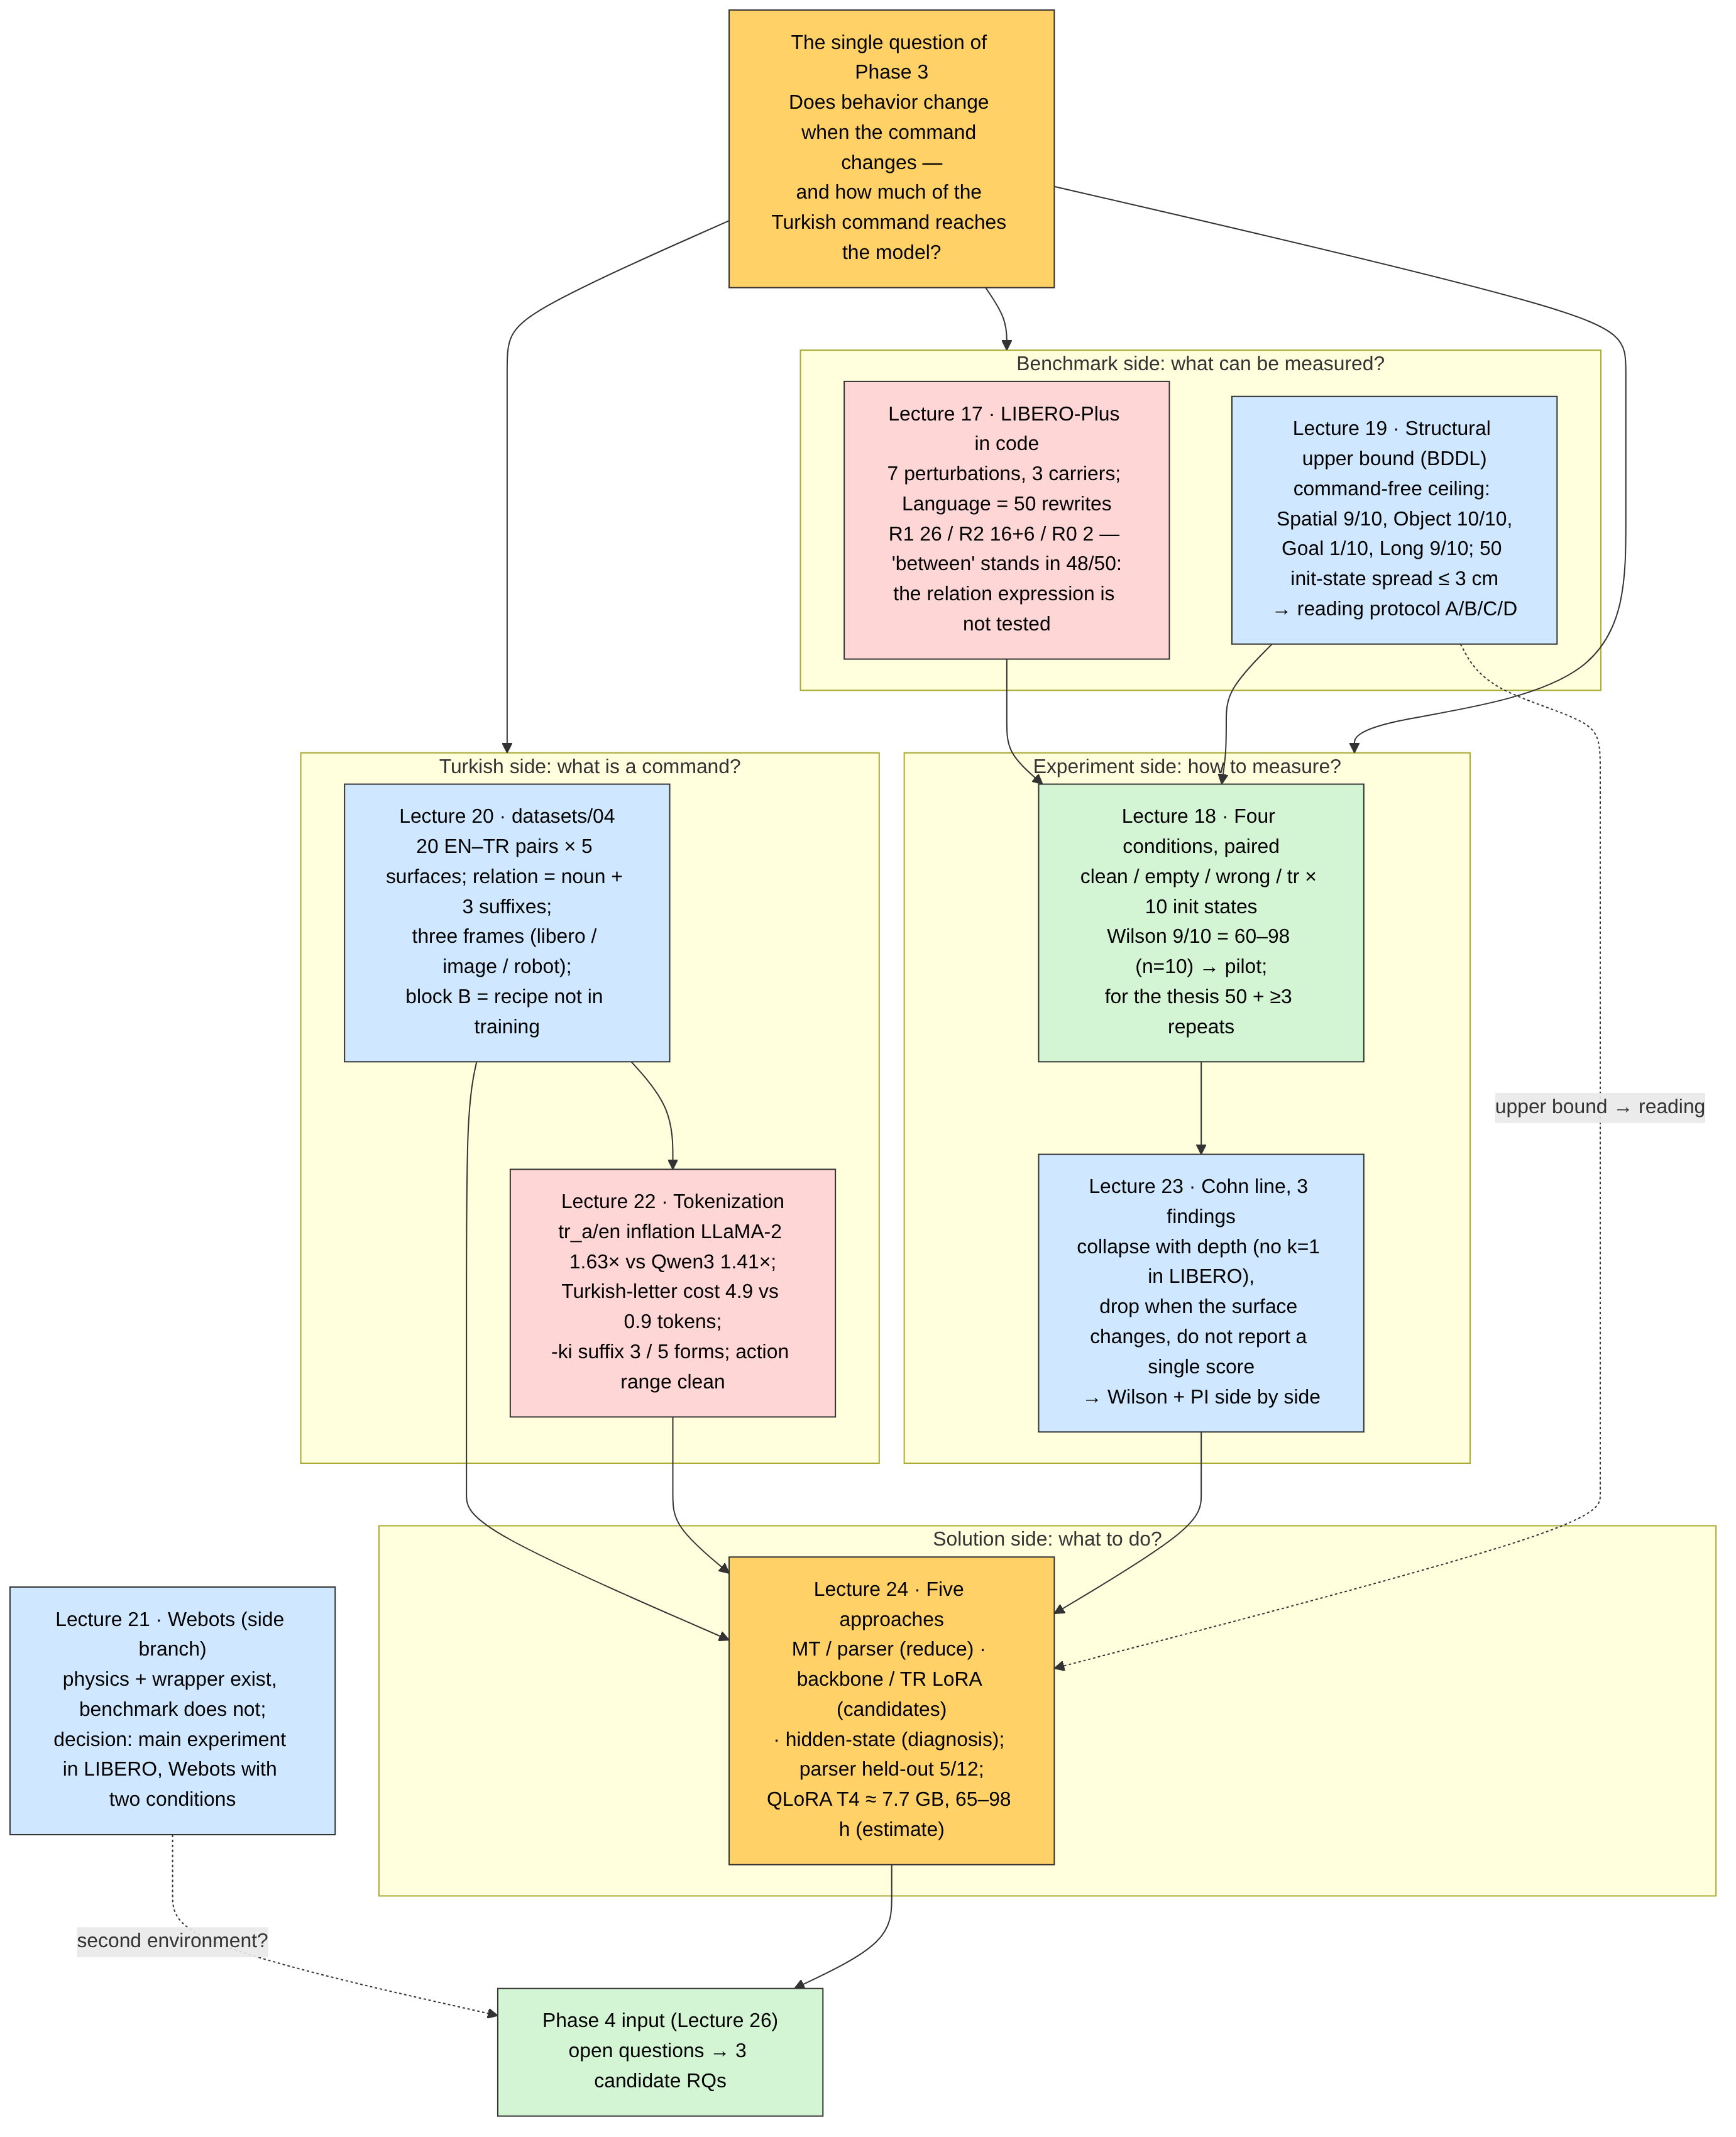 The single question of
Phase 3
Does behavior change
when the command
changes —
and how much of the
Turkish command reaches
the model?
Benchmark side: what can be measured?
Lecture 17 · LIBERO-Plus
in code
7 perturbations, 3 carriers;
Language = 50 rewrites
R1 26 / R2 16+6 / R0 2 —
'between' stands in 48/50:
the relation expression is
not tested
Lecture 19 · Structural
upper bound (BDDL)
command-free ceiling:
Spatial 9/10, Object 10/10,
Goal 1/10, Long 9/10; 50
init-state spread ≤ 3 cm
→ reading protocol A/B/C/D
Turkish side: what is a command?
Lecture 20 · datasets/04
20 EN–TR pairs × 5
surfaces; relation = noun +
3 suffixes;
three frames (libero /
image / robot);
block B = recipe not in
training
Lecture 22 · Tokenization
tr_a/en inflation LLaMA-2
1.63× vs Qwen3 1.41×;
Turkish-letter cost 4.9 vs
0.9 tokens;
-ki suffix 3 / 5 forms; action
range clean
Experiment side: how to measure?
Lecture 18 · Four
conditions, paired
clean / empty / wrong / tr ×
10 init states
Wilson 9/10 = 60–98
(n=10) → pilot;
for the thesis 50 + ≥3
repeats
Lecture 23 · Cohn line, 3
findings
collapse with depth (no k=1
in LIBERO),
drop when the surface
changes, do not report a
single score
→ Wilson + PI side by side
upper bound → reading
Solution side: what to do?
Lecture 24 · Five
approaches
MT / parser (reduce) ·
backbone / TR LoRA
(candidates)
· hidden-state (diagnosis);
parser held-out 5/12;
QLoRA T4 ≈ 7.7 GB, 65–98
h (estimate)
Lecture 21 · Webots (side
branch)
physics + wrapper exist,
benchmark does not;
decision: main experiment
in LIBERO, Webots with
two conditions
second environment?
Phase 4 input (Lecture 26)
open questions → 3
candidate RQs